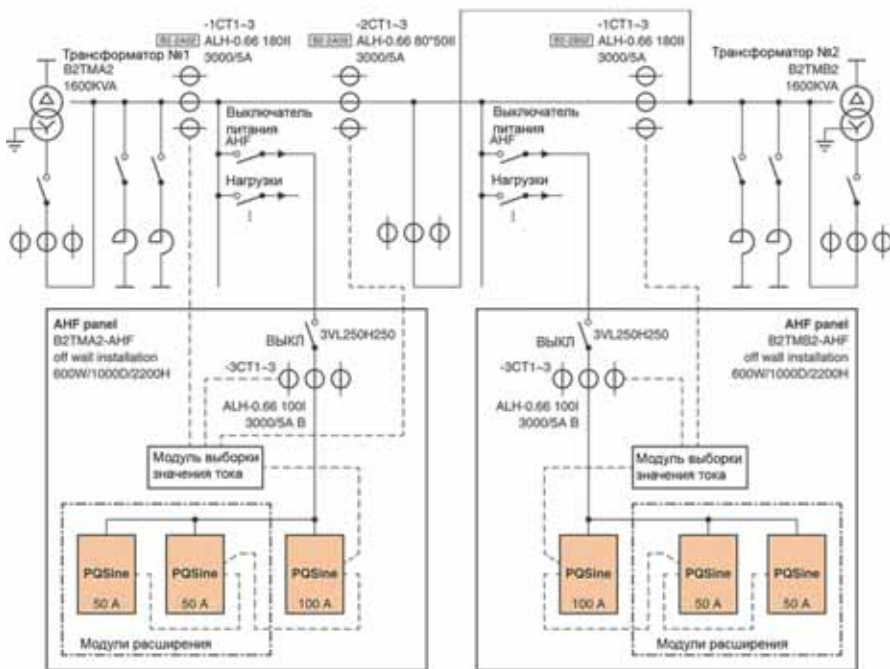 -1CT1~3
ALH-0.66 180II
3000/5A
-2CT1~3
ALH-0.66 80*50II
3000/5A
-1CT1~3
ALH-0.66 180II
3000/5A
Трансформатор №1
B2TMA2
1600KVA
Трансформатор №2
B2TMB2
1600KVA
Выключатель
питания
AHF
Нагрузки
Выключатель
питания
AHF
Нагрузки
AHF panel
B2TMA2-AHF
off wall installation
600W/1000D/2200H
ВЫКЛ
3VL250H250
-3CT1~3
ALH-0.66 100I
3000/5A B
Модуль выборки
значения тока
PQSine
50 A
PQSine
50 A
PQSine
100 A
Модули расширения
AHF panel
B2TMB2-AHF
off wall installation
600W/1000D/2200H
ВЫКЛ
3VL250H250
-3CT1~3
ALH-0.66 100I
3000/5A B
Модуль выборки
значения тока
PQSine
100 A
PQSine
50 A
PQSine
50 A
Модули расширения